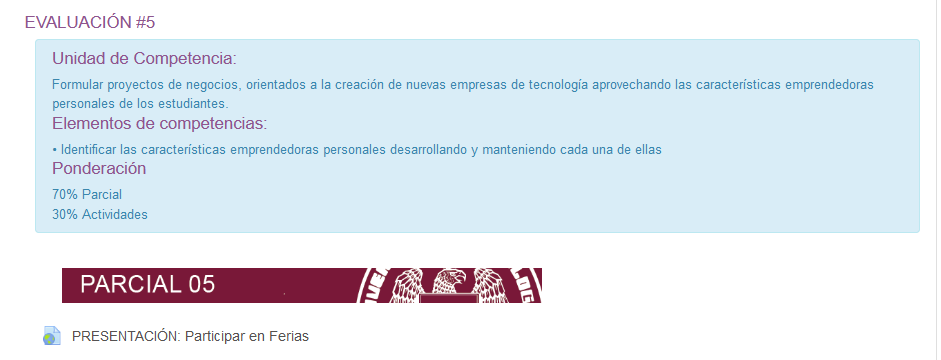 EVALUACIÓN #5
Unidad de Competencia:
Formular proyectos de negocios, orientados a la creación de nuevas empresas de tecnología aprovechando las características emprendedoras
personales de los estudiantes.
Elementos de competencias:
• Identificar las características emprendedoras personales desarrollando y manteniendo cada una de ellas
Ponderación
70% Parcial
30% Actividades
PARCIAL 05
PRESENTACIÓN: Participar en Ferias